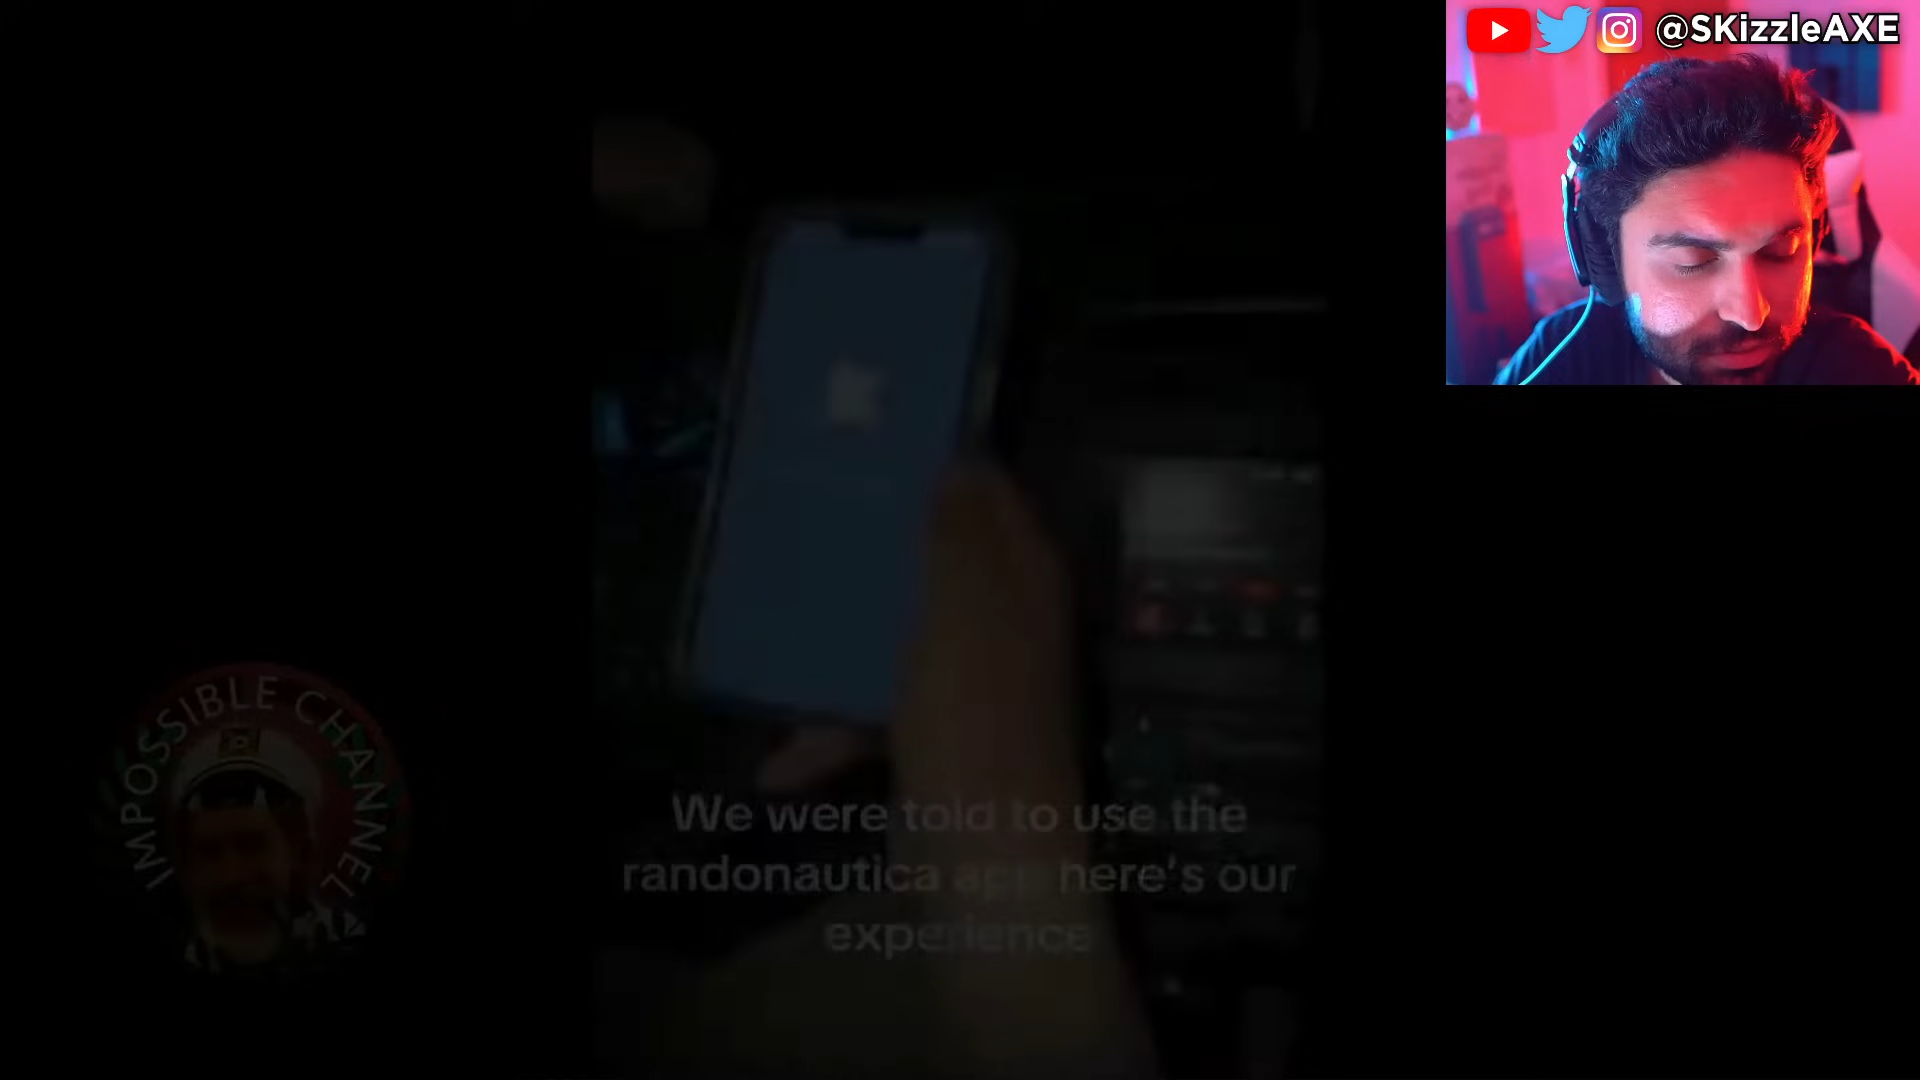 @SKizzleAXE
IMPOSSIBLE CHANNEL
We were told to use the
randonautica app here's our
experience